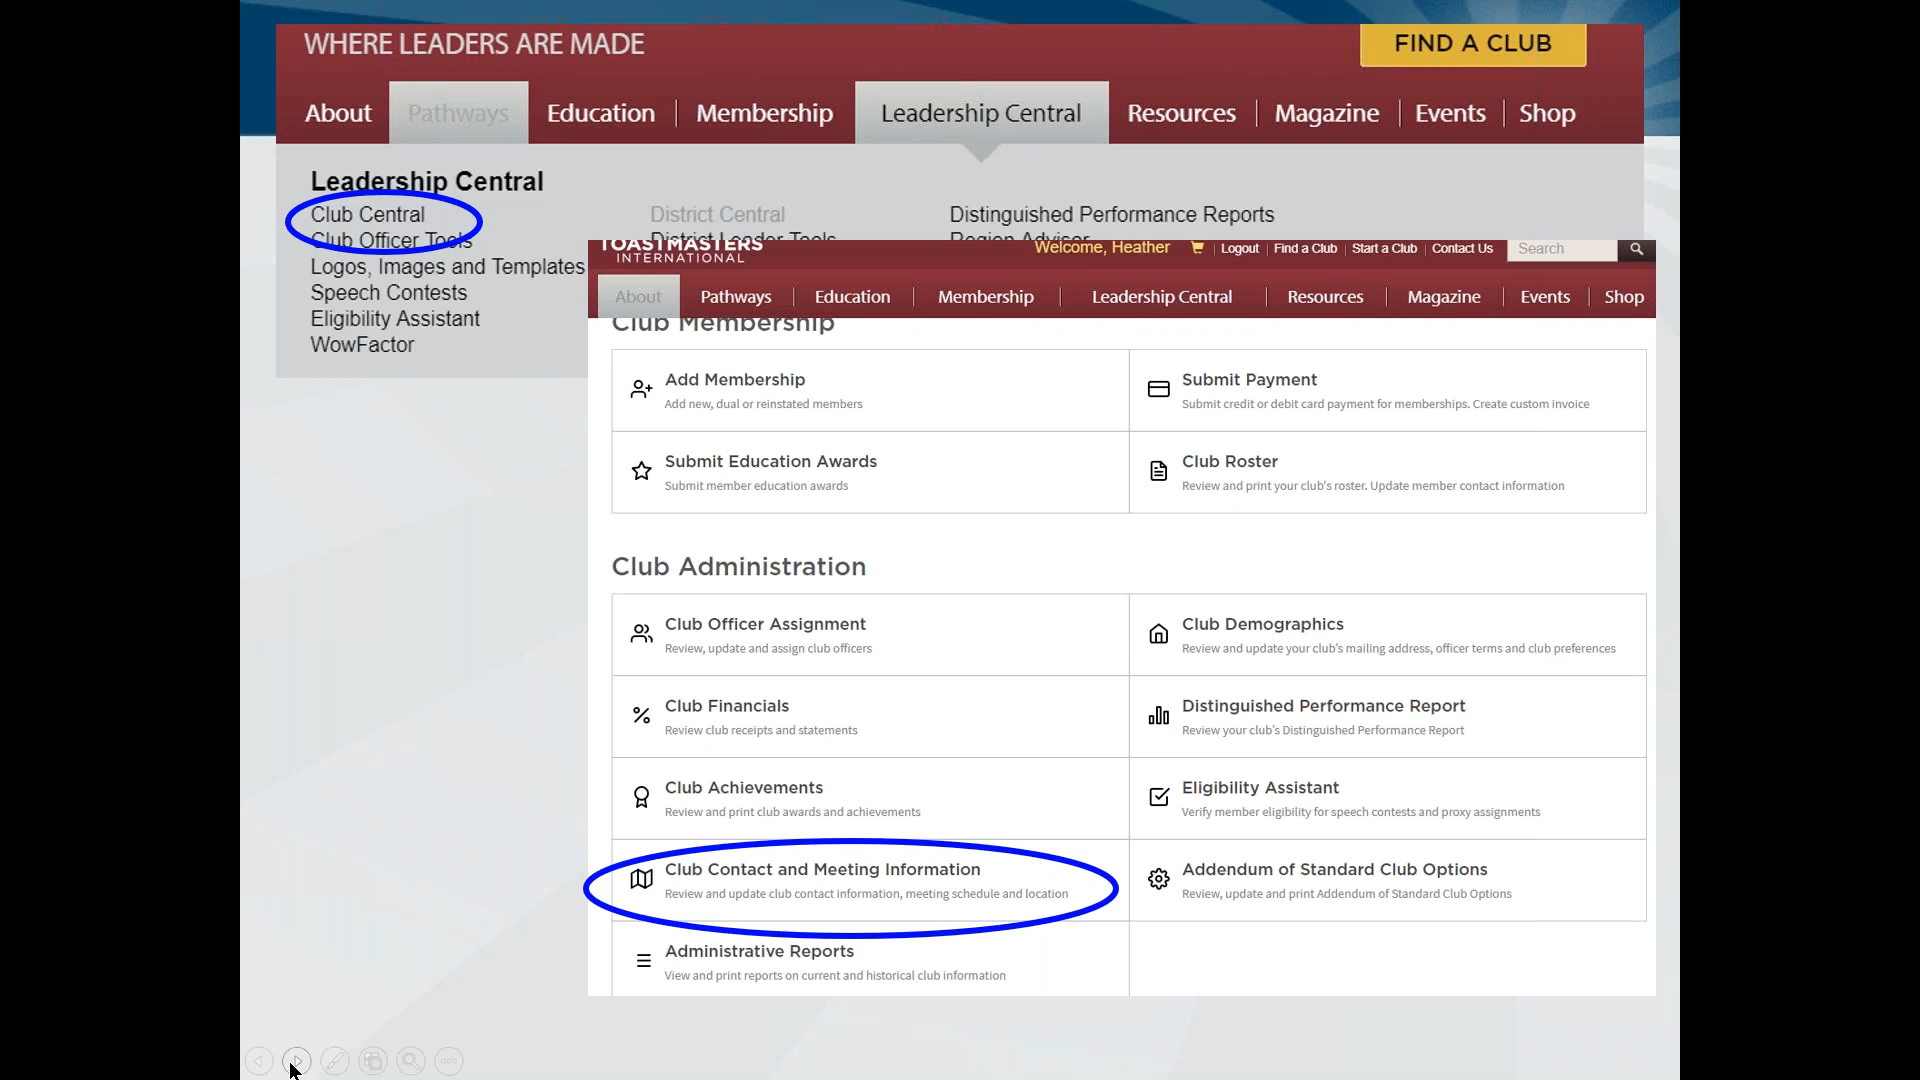 WHERE LEADERS ARE MADE
FIND A CLUB
About
Pathways
Education
Membership
Leadership Central
Resources
Magazine
Events
Shop
Leadership Central
Club Central
Club Officer Tools
Logos, Images and Templates
Speech Contests
Eligibility Assistant
WowFactor
District Central
District Leader Tools
Distinguished Performance Reports
Region Advisor
TOASTMASTERS
INTERNATIONAL
Welcome, Heather
Logout
Find a Club
Start a Club
Contact Us
Search
About
Pathways
Education
Membership
Leadership Central
Resources
Magazine
Events
Shop
Club Membership
Add Membership
Add new, dual or reinstated members
Submit Payment
Submit credit or debit card payment for memberships. Create custom invoice
Submit Education Awards
Submit member education awards
Club Roster
Review and print your club's roster. Update member contact information
Club Administration
Club Officer Assignment
Review, update and assign club officers
Club Demographics
Review and update your club's mailing address, officer terms and club preferences
Club Financials
Review club receipts and statements
Distinguished Performance Report
Review your club's Distinguished Performance Report
Club Achievements
Review and print club awards and achievements
Eligibility Assistant
Verify member eligibility for speech contests and proxy assignments
Club Contact and Meeting Information
Review and update club contact information, meeting schedule and location
Addendum of Standard Club Options
Review, update and print Addendum of Standard Club Options
Administrative Reports
View and print reports on current and historical club information